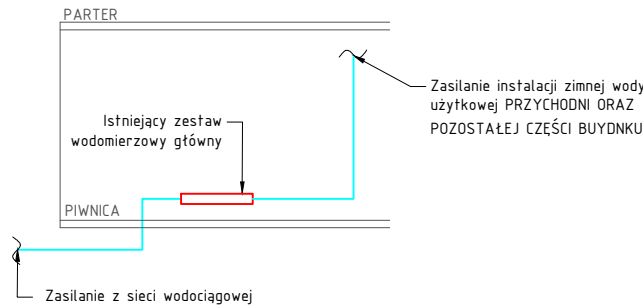 PARTER
Zasilanie instalacji zimnej wody
użytkowej PRZYCHODNI ORAZ
POZOSTAŁEJ CZĘŚCI BUYDNKU
Istniejący zestaw
wodomierzowy główny
PIWNICA
Zasilanie z sieci wodociągowej